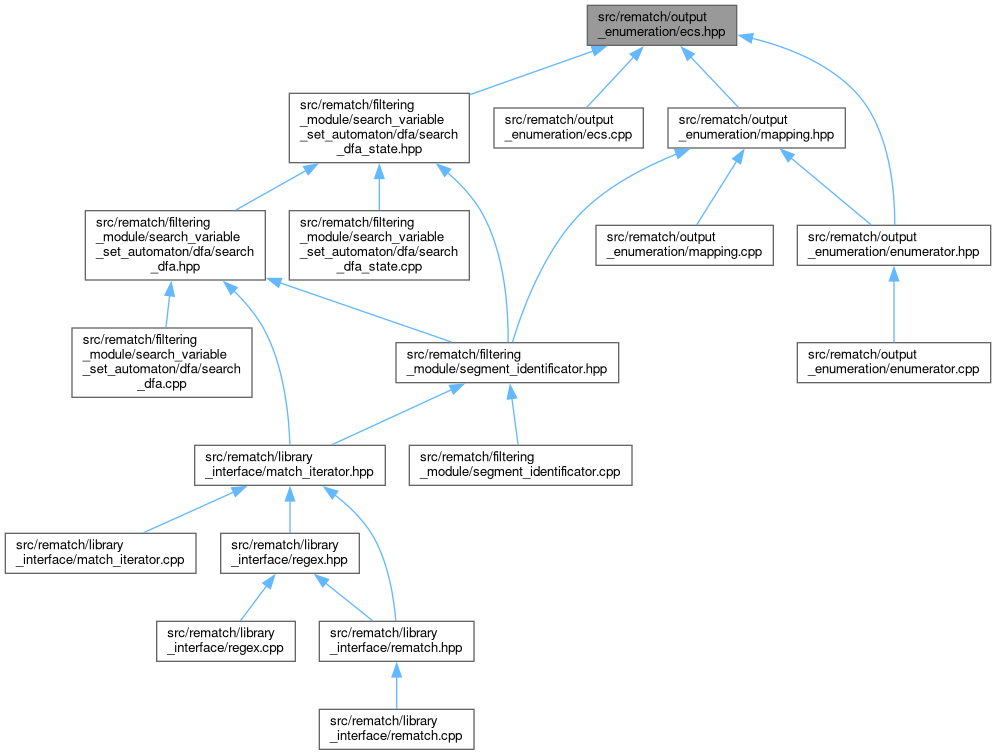 src/rematch/output
_enumeration/ecs.hpp
src/rematch/filtering
_module/search_variable
_set_automaton/dfa/search
_dfa_state.hpp
src/rematch/output
_enumeration/ecs.cpp
src/rematch/output
_enumeration/mapping.hpp
src/rematch/filtering
_module/search_variable
_set_automaton/dfa/search
_dfa.hpp
src/rematch/filtering
_module/search_variable
_set_automaton/dfa/search
_dfa_state.cpp
src/rematch/output
_enumeration/mapping.cpp
src/rematch/output
_enumeration/enumerator.hpp
src/rematch/filtering
_module/search_variable
_set_automaton/dfa/search
_dfa.cpp
src/rematch/filtering
_module/segment_identificator.hpp
src/rematch/output
_enumeration/enumerator.cpp
src/rematch/library
_interface/match_iterator.hpp
src/rematch/filtering
_module/segment_identificator.cpp
src/rematch/library
_interface/match_iterator.cpp
src/rematch/library
_interface/regex.hpp
src/rematch/library
_interface/regex.cpp
src/rematch/library
_interface/rematch.hpp
src/rematch/library
_interface/rematch.cpp